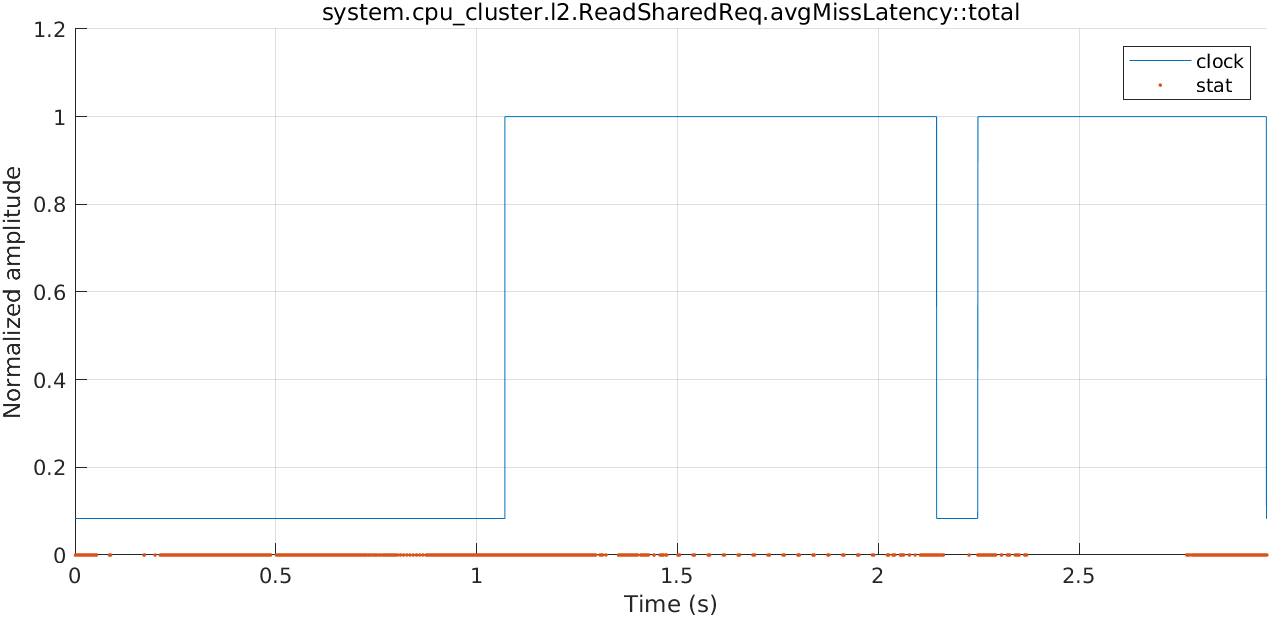 system.cpu_cluster.l2.ReadSharedReq.avgMissLatency::total
1.2
1
0.8
0.6
0.4
0.2
0
Normalized amplitude
clock
stat
0 0.5 1 1.5 2 2.5
Time (s)